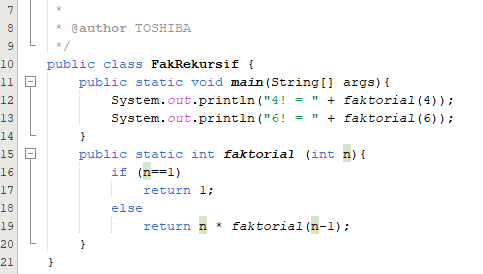 7 *
8 * @author TOSHIBA
9 */
10 public class FakRekursif {
11 public static void main(String[] args){
12 System.out.println("4! = " + faktorial(4));
13 System.out.println("6! = " + faktorial(6));
14 }
15 public static int faktorial (int n){
16 if (n==1)
17 return 1;
18 else
19 return n * faktorial(n-1);
20 }
21 }